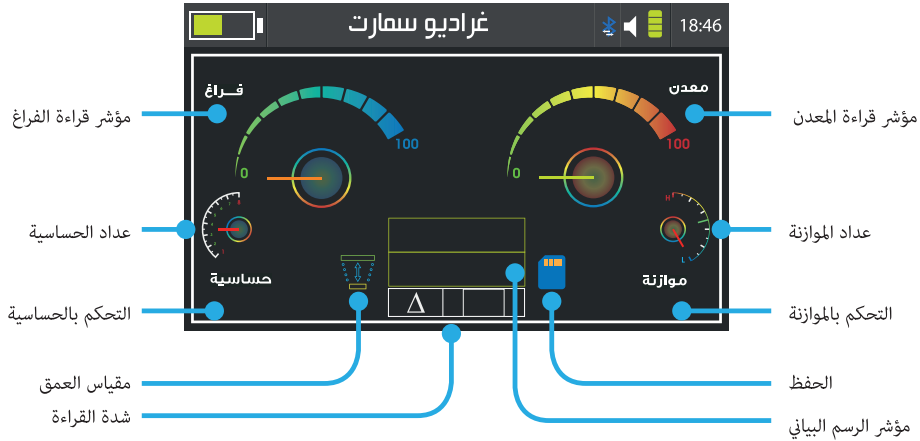 غراديو سمارت
18:46
معدن
فراغ
مؤشر قراءة المعدن
مؤشر قراءة الفراغ
100
100
0
0
H
L
عداد الموازنة
عداد الحساسية
موازنة
حساسية
Δ
التحكم بالموازنة
التحكم بالحساسية
الحفظ
مقياس العمق
مؤشر الرسم البياني
شدة القراءة